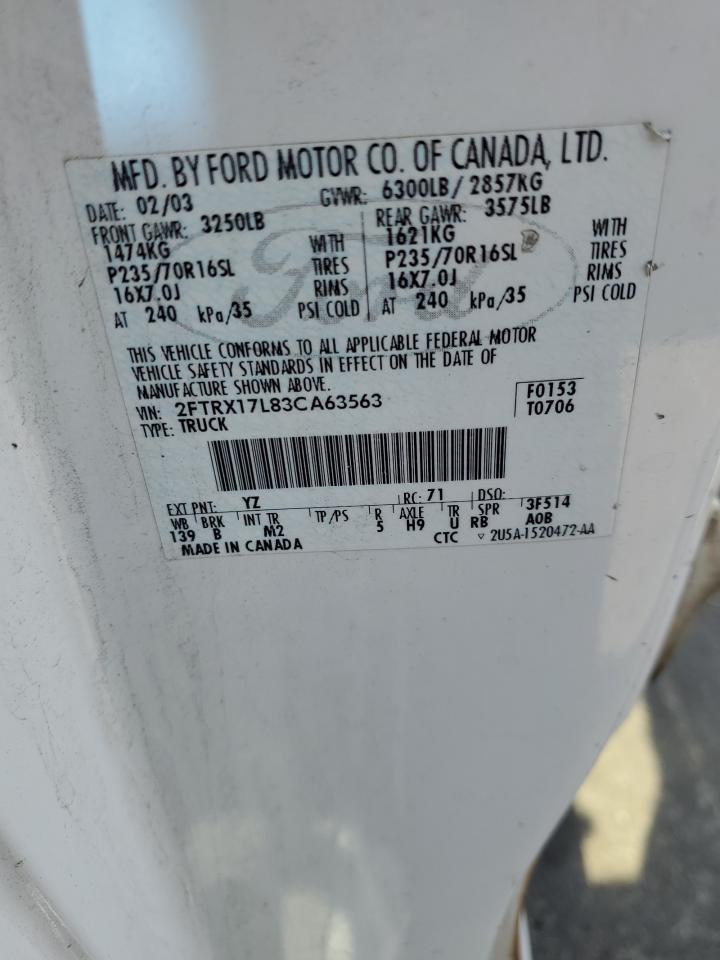 MFD. BY FORD MOTOR CO. OF CANADA, LTD.
DATE: 02/03 GVWR: 6300LB/ 2857KG
FRONT GAWR: 3250LB REAR GAWR: 3575LB
1474KG WITH 1621KG WITH
P235/70R16SL TIRES P235/70R16SL TIRES
16X7.0J RIMS 16X7.0J RIMS
AT 240 kPa/35 PSI COLD AT 240 kPa/35 PSI COLD
Ford
THIS VEHICLE CONFORMS TO ALL APPLICABLE FEDERAL MOTOR
VEHICLE SAFETY STANDARDS IN EFFECT ON THE DATE OF
MANUFACTURE SHOWN ABOVE.
VIN: 2FTRX17L83CA63563 F0153
TYPE: TRUCK T0706
EXT PNT: YZ RC: 71 DSO:
WB BRK INT TR TP/PS R AXLE TR SPR 3F514
139 B M2 5 H9 U RB AOB
MADE IN CANADA CTC ▽ 2U5A-1520472-AA